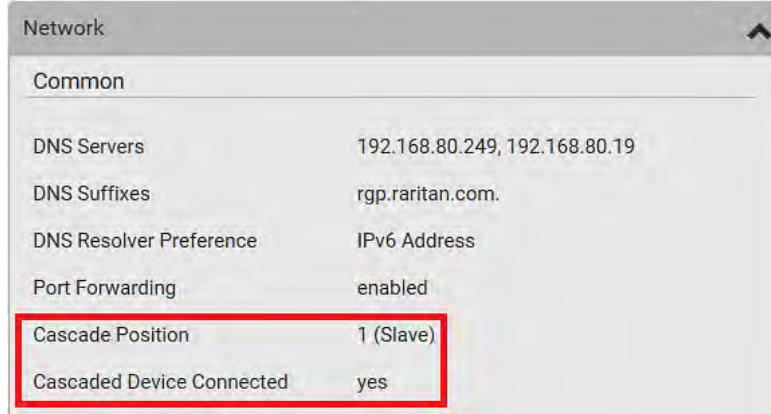 Network
Common
DNS Servers 192.168.80.249, 192.168.80.19
DNS Suffixes rgp.raritan.com.
DNS Resolver Preference IPv6 Address
Port Forwarding enabled
Cascade Position 1 (Slave)
Cascaded Device Connected yes